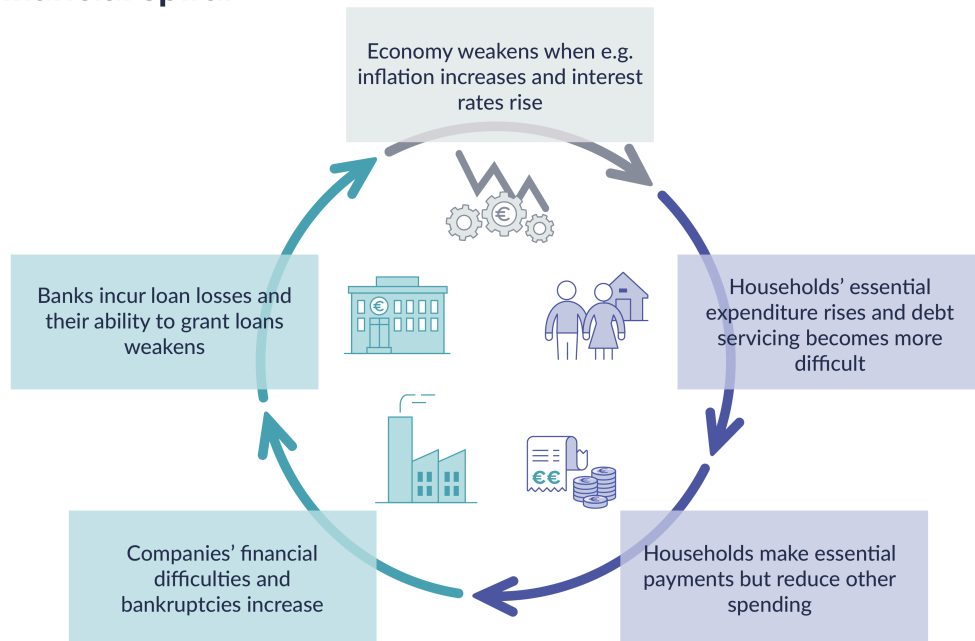 Economy weakens when e.g.
inflation increases and interest
rates rise
€
Banks incur loan losses and
their ability to grant loans
weakens
€
Households’ essential
expenditure rises and debt
servicing becomes more
difficult
€€
€
€
€
Companies’ financial
difficulties and
bankruptcies increase
Households make essential
payments but reduce other
spending